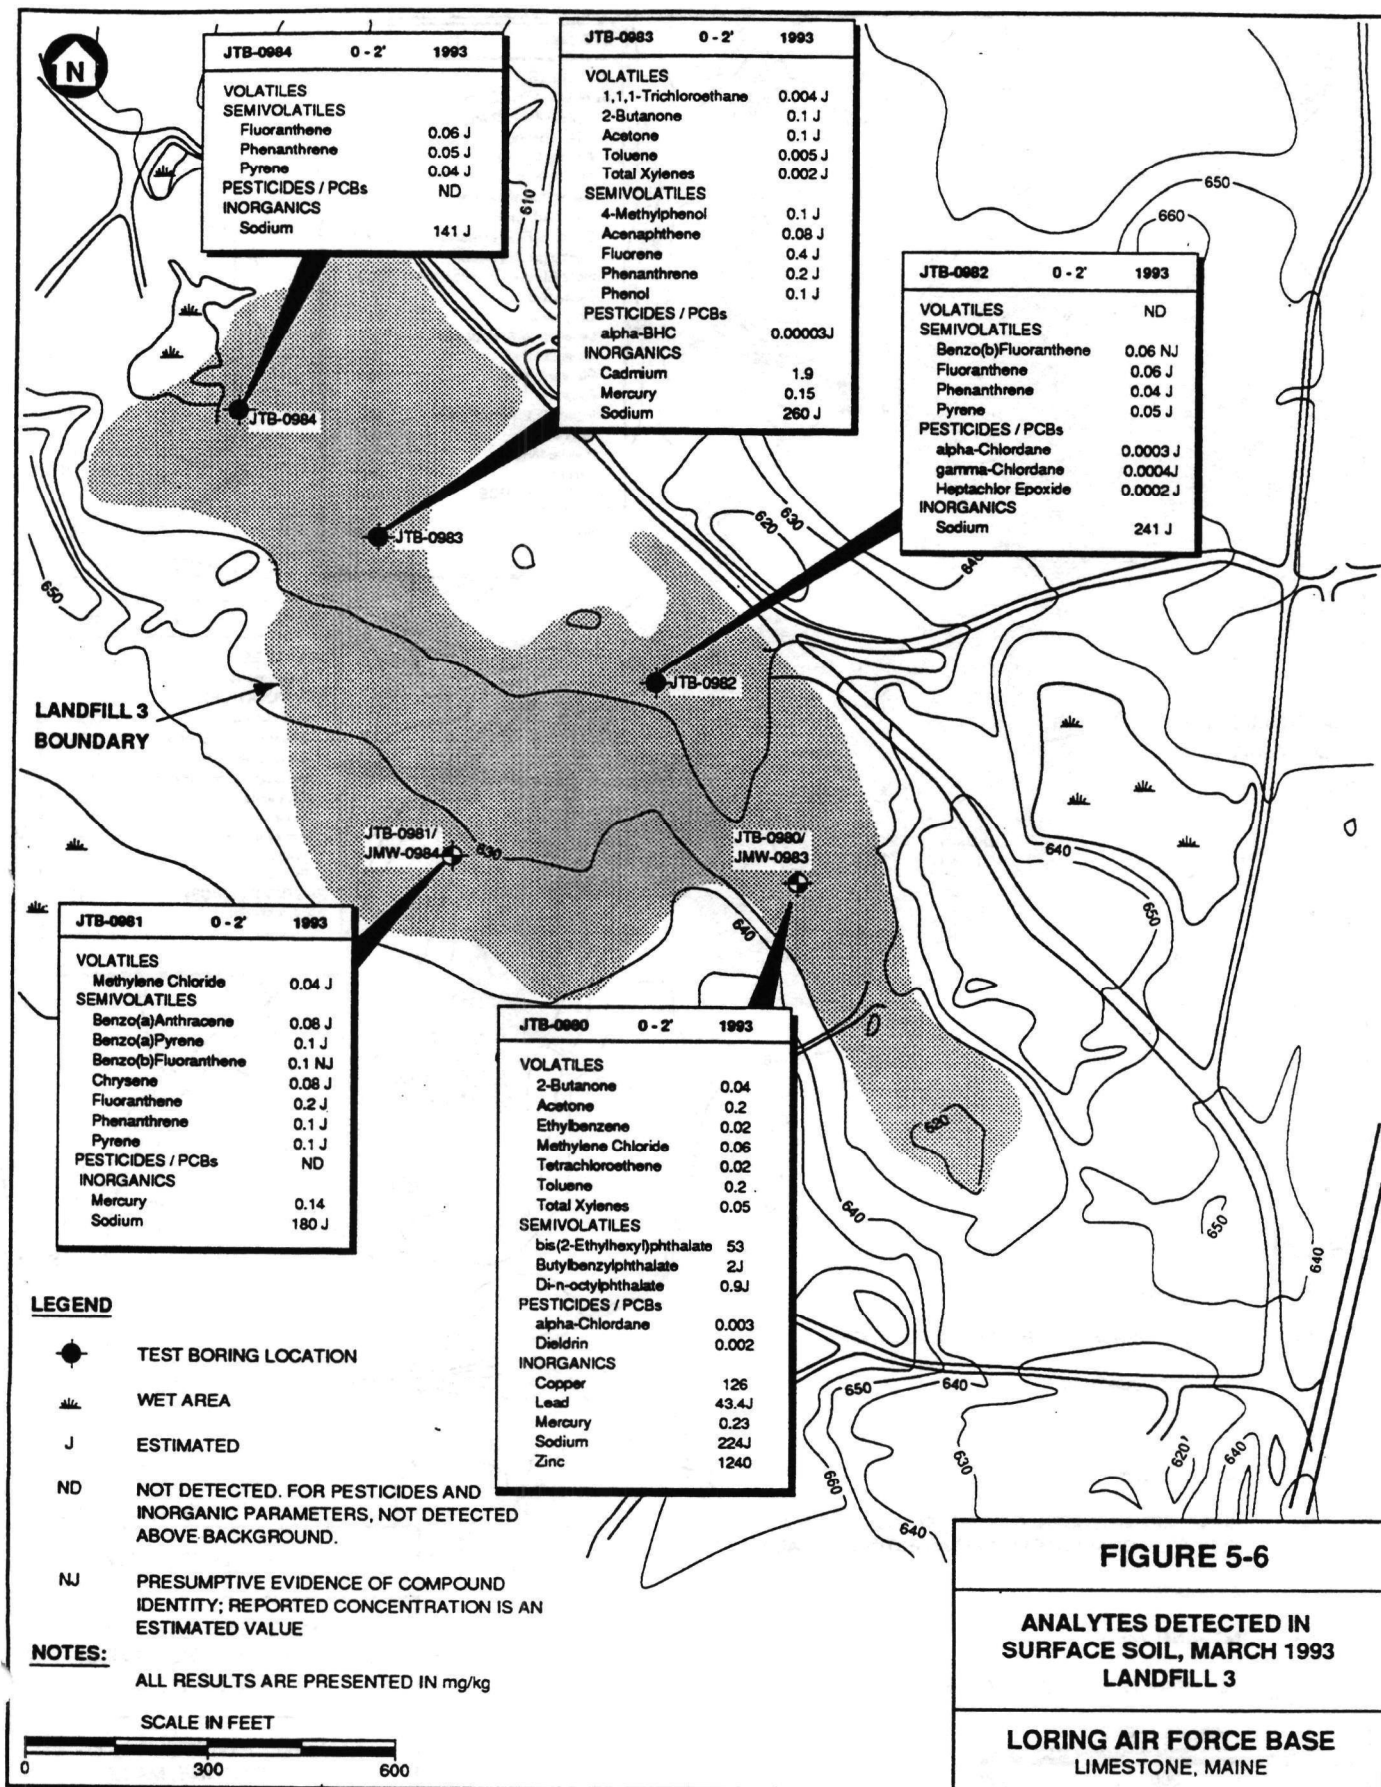 N
JTB-0984 0 - 2' 1993
VOLATILES
SEMIVOLATILES
Fluoranthene 0.06 J
Phenanthrene 0.05 J
Pyrene 0.04 J
PESTICIDES / PCBs ND
INORGANICS
Sodium 141 J
JTB-0983 0 - 2' 1993
VOLATILES
1,1,1-Trichloroethane 0.004 J
2-Butanone 0.1 J
Acetone 0.1 J
Toluene 0.005 J
Total Xylenes 0.002 J
SEMIVOLATILES
4-Methylphenol 0.1 J
Acenaphthene 0.08 J
Fluorene 0.4 J
Phenanthrene 0.2 J
Phenol 0.1 J
PESTICIDES / PCBs
alpha-BHC 0.00003J
INORGANICS
Cadmium 1.9
Mercury 0.15
Sodium 260 J
JTB-0982 0 - 2' 1993
VOLATILES ND
SEMIVOLATILES
Benzo(b)Fluoranthene 0.06 NJ
Fluoranthene 0.06 J
Phenanthrene 0.04 J
Pyrene 0.05 J
PESTICIDES / PCBs
alpha-Chlordane 0.0003 J
gamma-Chlordane 0.0004J
Heptachlor Epoxide 0.0002 J
INORGANICS
Sodium 241 J
610
650
660
JTB-0984
JTB-0983
620
630
640
650
JTB-0982
LANDFILL 3
BOUNDARY
JTB-0981/
JMW-0984
630
JTB-0980/
JMW-0983
640
640
650
JTB-0981 0 - 2' 1993
VOLATILES
Methylene Chloride 0.04 J
SEMIVOLATILES
Benzo(a)Anthracene 0.08 J
Benzo(a)Pyrene 0.1 J
Benzo(b)Fluoranthene 0.1 NJ
Chrysene 0.08 J
Fluoranthene 0.2 J
Phenanthrene 0.1 J
Pyrene 0.1 J
PESTICIDES / PCBs ND
INORGANICS
Mercury 0.14
Sodium 180 J
JTB-0980 0 - 2' 1993
VOLATILES
2-Butanone 0.04
Acetone 0.2
Ethylbenzene 0.02
Methylene Chloride 0.06
Tetrachloroethene 0.02
Toluene 0.2
Total Xylenes 0.05
SEMIVOLATILES
bis(2-Ethylhexyl)phthalate 53
Butylbenzylphthalate 2J
Di-n-octylphthalate 0.9J
PESTICIDES / PCBs
alpha-Chlordane 0.003
Dieldrin 0.002
INORGANICS
Copper 126
Lead 43.4J
Mercury 0.23
Sodium 224J
Zinc 1240
620
640
650
640
650
640
660
630
620
640
640
LEGEND
TEST BORING LOCATION
WET AREA
J ESTIMATED
ND NOT DETECTED. FOR PESTICIDES AND
INORGANIC PARAMETERS, NOT DETECTED
ABOVE BACKGROUND.
NJ PRESUMPTIVE EVIDENCE OF COMPOUND
IDENTITY; REPORTED CONCENTRATION IS AN
ESTIMATED VALUE
NOTES:
ALL RESULTS ARE PRESENTED IN mg/kg
SCALE IN FEET
0 300 600
FIGURE 5-6
ANALYTES DETECTED IN
SURFACE SOIL, MARCH 1993
LANDFILL 3
LORING AIR FORCE BASE
LIMESTONE, MAINE